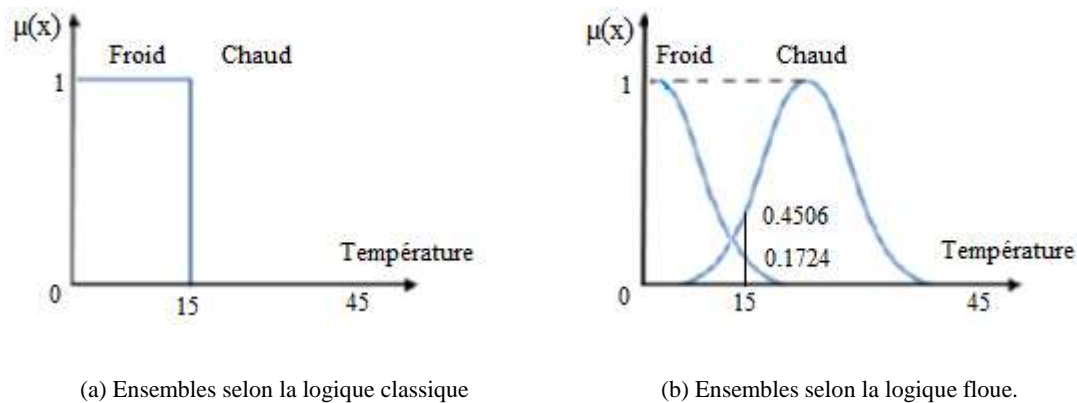 μ(x)
Froid
Chaud
1
Température
0
15
45
(a) Ensembles selon la logique classique
μ(x)
Froid
Chaud
1
0.4506
0.1724
Température
0
15
45
(b) Ensembles selon la logique floue.